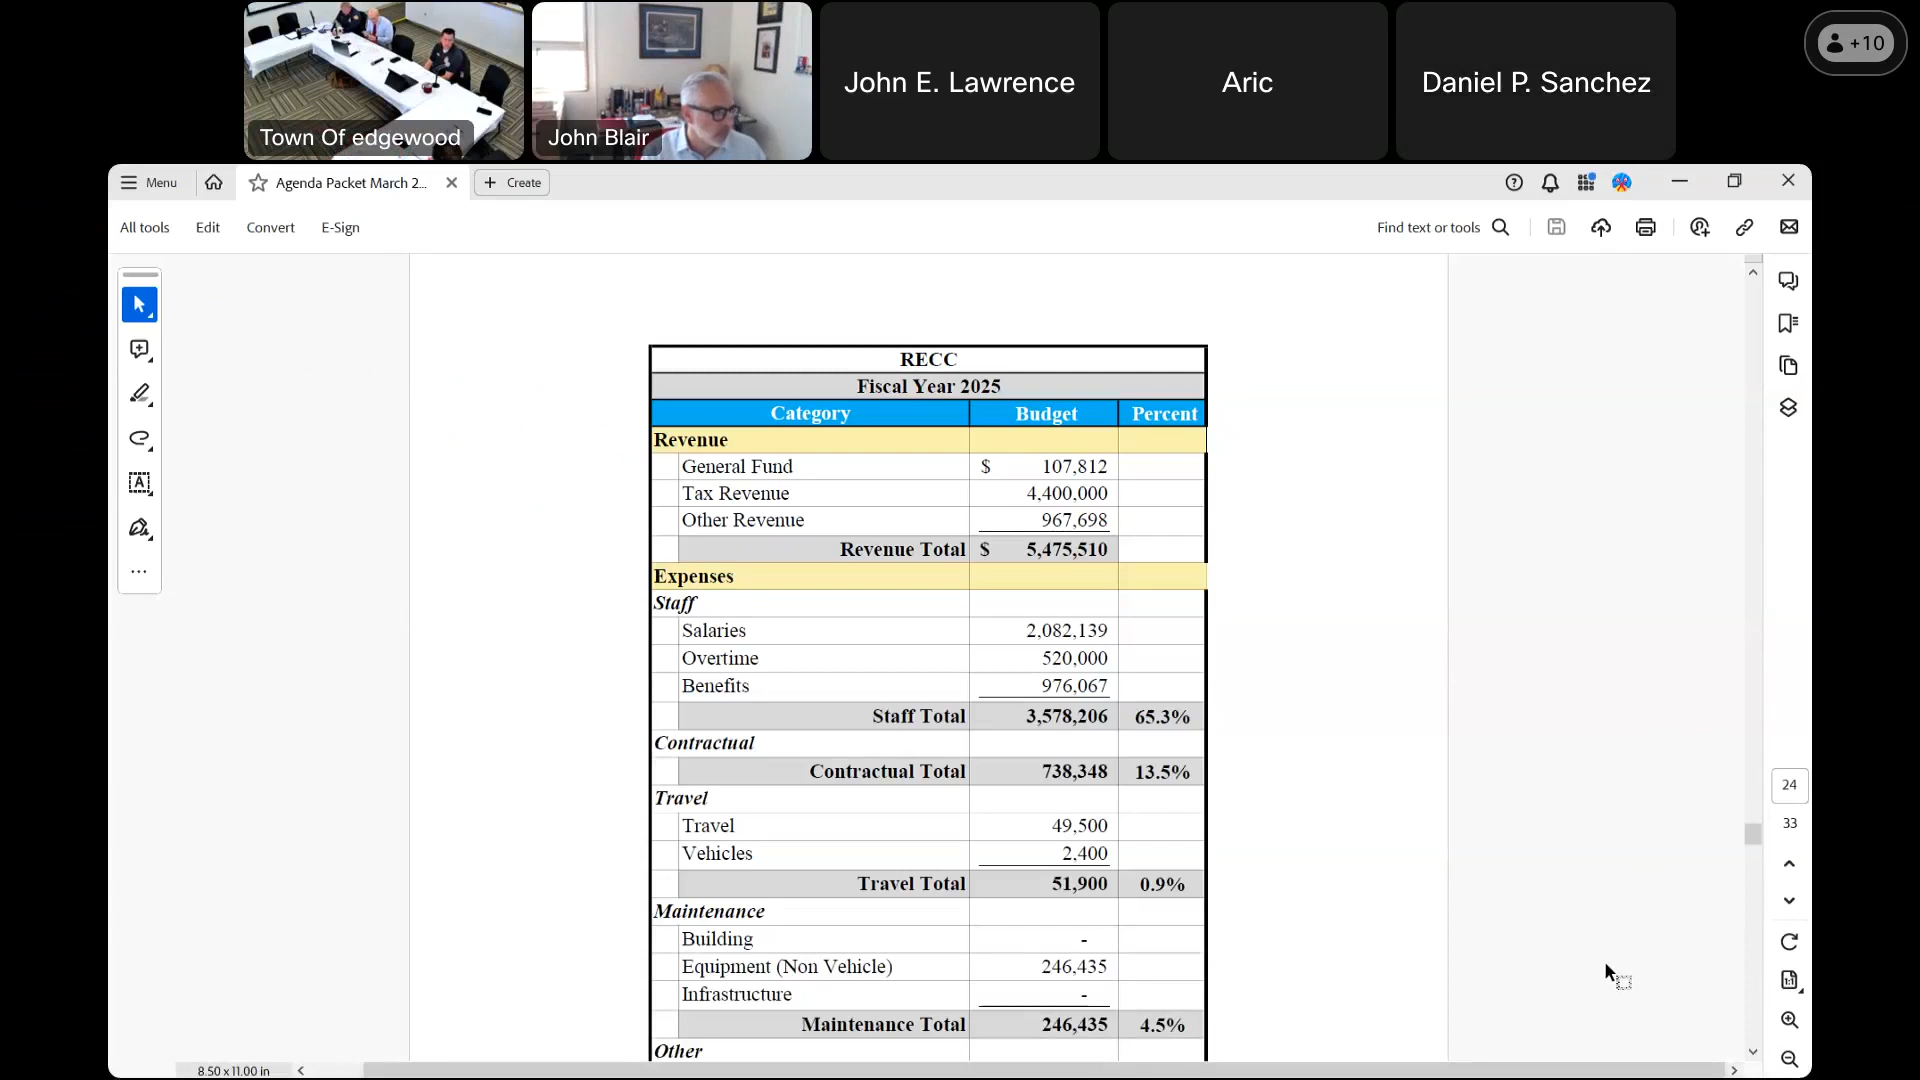 Town Of edgewood
John Blair
John E. Lawrence
Aric
Daniel P. Sanchez
+10
Menu
Agenda Packet March 2...
Create
All tools
Edit
Convert
E-Sign
Find text or tools
RECC
Fiscal Year 2025
Category Budget Percent
Revenue
General Fund $ 107,812
Tax Revenue 4,400,000
Other Revenue 967,698
Revenue Total $ 5,475,510
Expenses
Staff
Salaries 2,082,139
Overtime 520,000
Benefits 976,067
Staff Total 3,578,206 65.3%
Contractual
Contractual Total 738,348 13.5%
Travel
Travel 49,500
Vehicles 2,400
Travel Total 51,900 0.9%
Maintenance
Building -
Equipment (Non Vehicle) 246,435
Infrastructure -
Maintenance Total 246,435 4.5%
Other
24
33
8.50 x 11.00 in